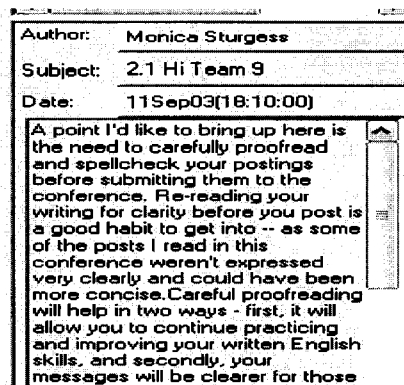 Author: Monica Sturgess
Subject: 2.1 Hi Team 9
Date: 11Sep03(18:10:00)
A point I'd like to bring up here is
the need to carefully proofread
and spellcheck your postings
before submitting them to the
conference. Re-reading your
writing for clarity before you post is
a good habit to get into -- as some
of the posts I read in this
conference weren't expressed
very clearly and could have been
more concise.Careful proofreading
will help in two ways - first, it will
allow you to continue practicing
and improving your written English
skills, and secondly, your
messages will be clearer for those